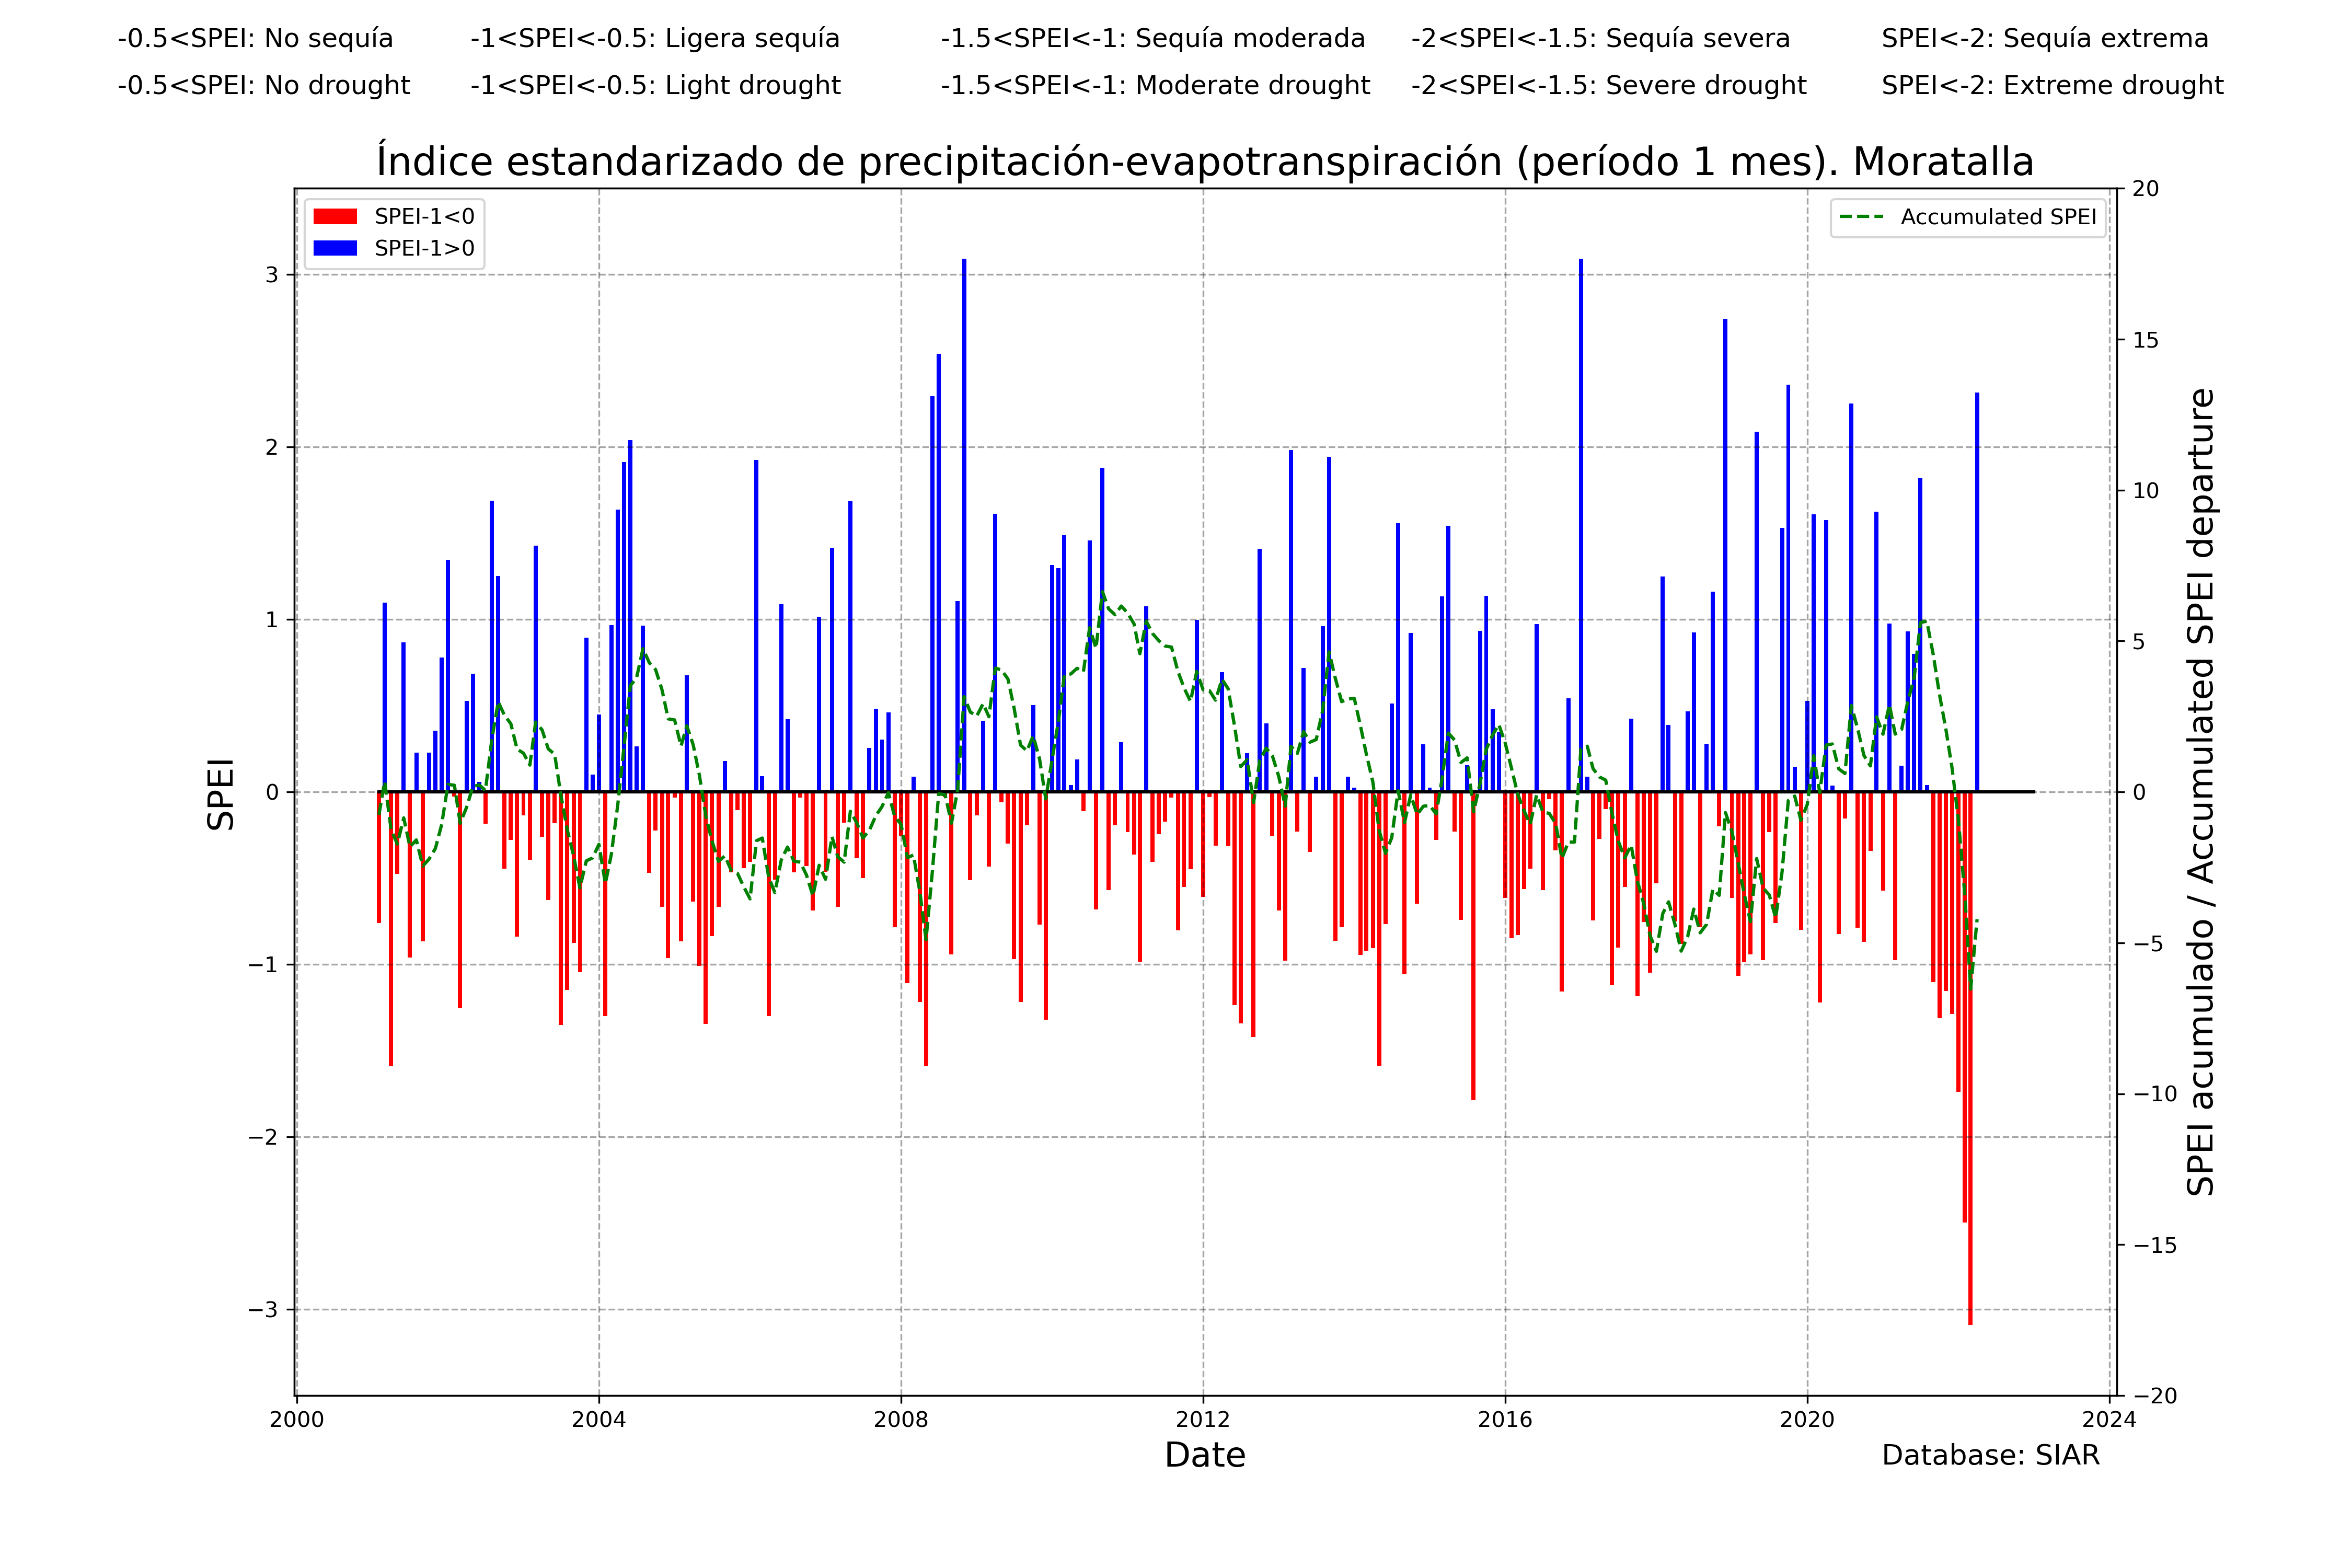 -0.5<SPEI: No sequía -1<SPEI<-0.5: Ligera sequía -1.5<SPEI<-1: Sequía moderada -2<SPEI<-1.5: Sequía severa SPEI<-2: Sequía extrema
-0.5<SPEI: No drought -1<SPEI<-0.5: Light drought -1.5<SPEI<-1: Moderate drought -2<SPEI<-1.5: Severe drought SPEI<-2: Extreme drought
Índice estandarizado de precipitación-evapotranspiración (período 1 mes). Moratalla
SPEI-1<0
SPEI-1>0
Accumulated SPEI
SPEI
3
2
1
0
−1
−2
−3
20
15
10
5
0
−5
−10
−15
−20
SPEI acumulado / Accumulated SPEI departure
2000 2004 2008 2012 2016 2020 2024
Date
Database: SIAR